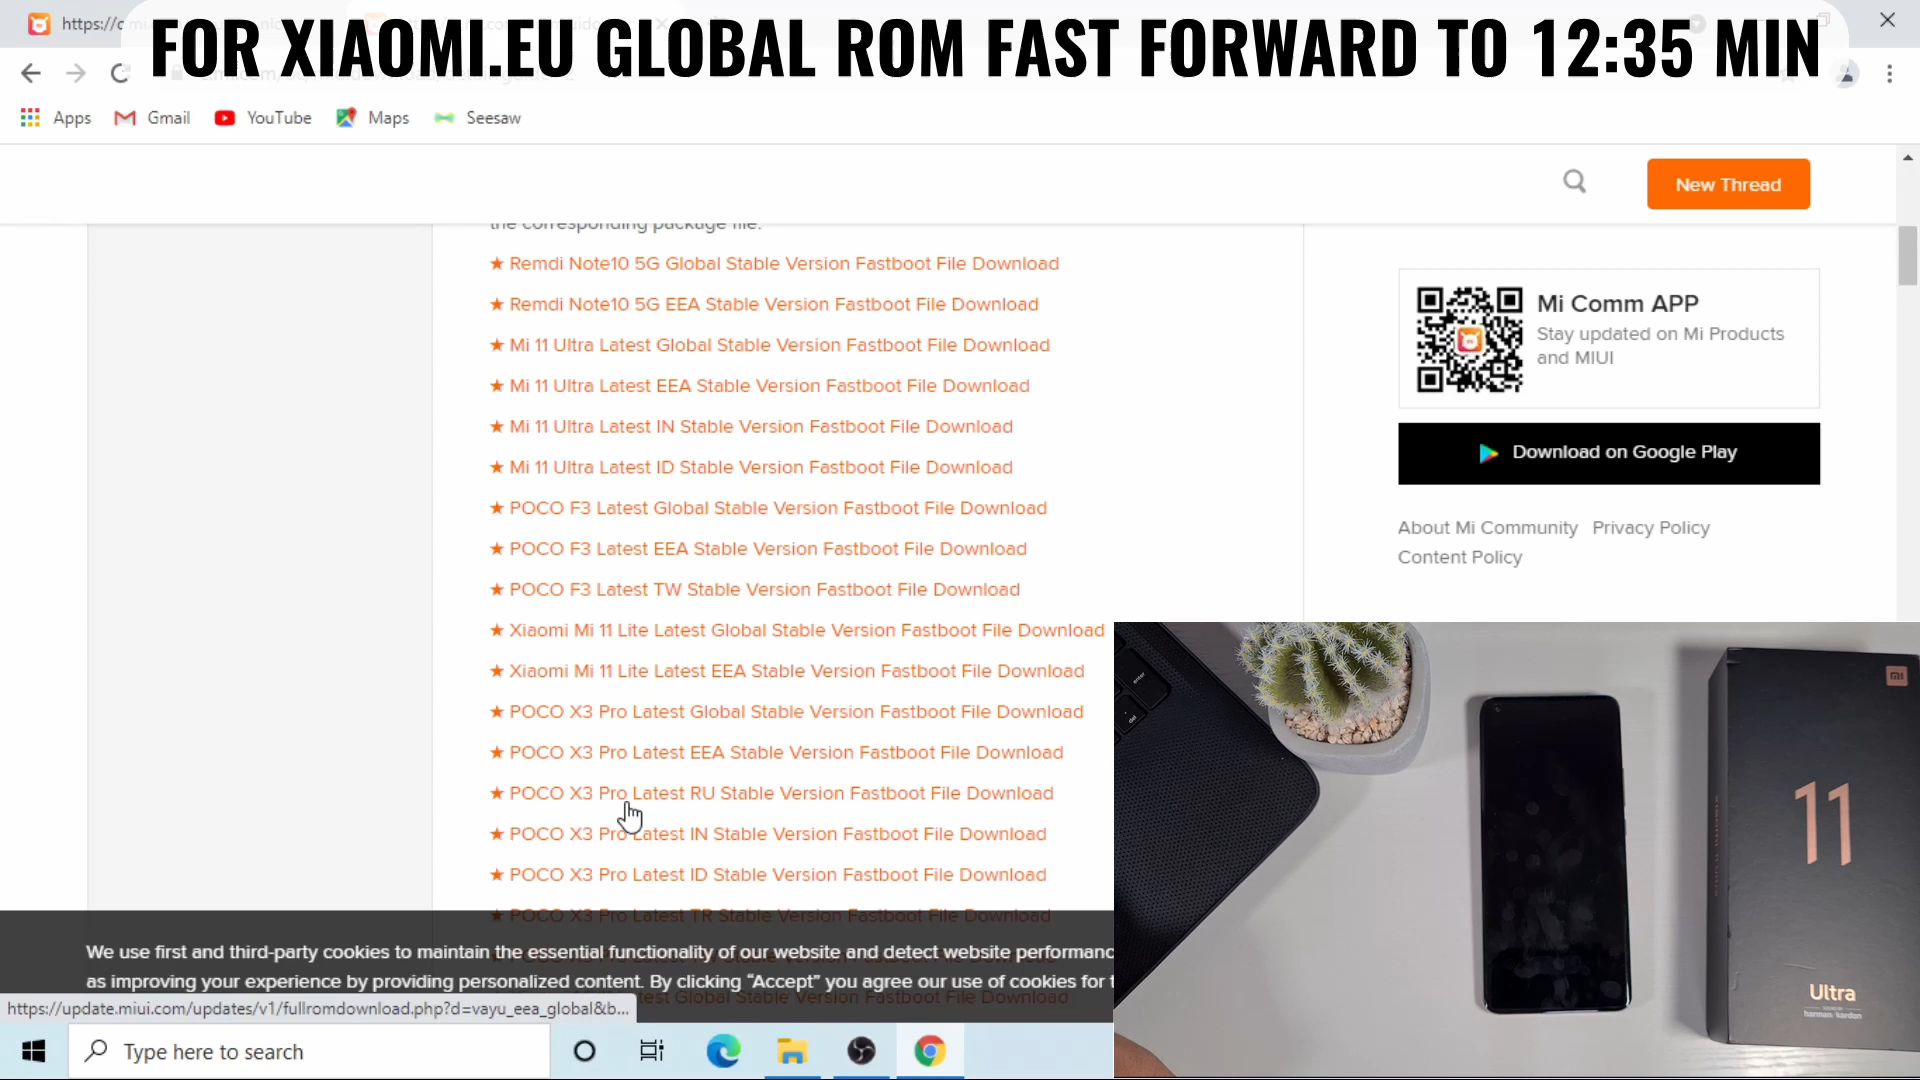 FOR XIAOMI.EU GLOBAL ROM FAST FORWARD TO 12:35 MIN
Apps Gmail YouTube Maps Seesaw
New Thread
the corresponding package file.
★ Remdi Note10 5G Global Stable Version Fastboot File Download
★ Remdi Note10 5G EEA Stable Version Fastboot File Download
★ Mi 11 Ultra Latest Global Stable Version Fastboot File Download
★ Mi 11 Ultra Latest EEA Stable Version Fastboot File Download
★ Mi 11 Ultra Latest IN Stable Version Fastboot File Download
★ Mi 11 Ultra Latest ID Stable Version Fastboot File Download
★ POCO F3 Latest Global Stable Version Fastboot File Download
★ POCO F3 Latest EEA Stable Version Fastboot File Download
★ POCO F3 Latest TW Stable Version Fastboot File Download
★ Xiaomi Mi 11 Lite Latest Global Stable Version Fastboot File Download
★ Xiaomi Mi 11 Lite Latest EEA Stable Version Fastboot File Download
★ POCO X3 Pro Latest Global Stable Version Fastboot File Download
★ POCO X3 Pro Latest EEA Stable Version Fastboot File Download
★ POCO X3 Pro Latest RU Stable Version Fastboot File Download
★ POCO X3 Pro Latest IN Stable Version Fastboot File Download
★ POCO X3 Pro Latest ID Stable Version Fastboot File Download
★ POCO X3 Pro Latest TR Stable Version Fastboot File Download
Mi Comm APP
Stay updated on Mi Products
and MIUI
Download on Google Play
About Mi Community Privacy Policy
Content Policy
We use first and third-party cookies to maintain the essential functionality of our website and detect website performanc
as improving your experience by providing personalized content. By clicking “Accept” you agree our use of cookies for t
test Global Stable Version Fastboot File Download
https://update.miui.com/updates/v1/fullromdownload.php?d=vayu_eea_global&b...
Type here to search
11
Ultra
harman/kardon